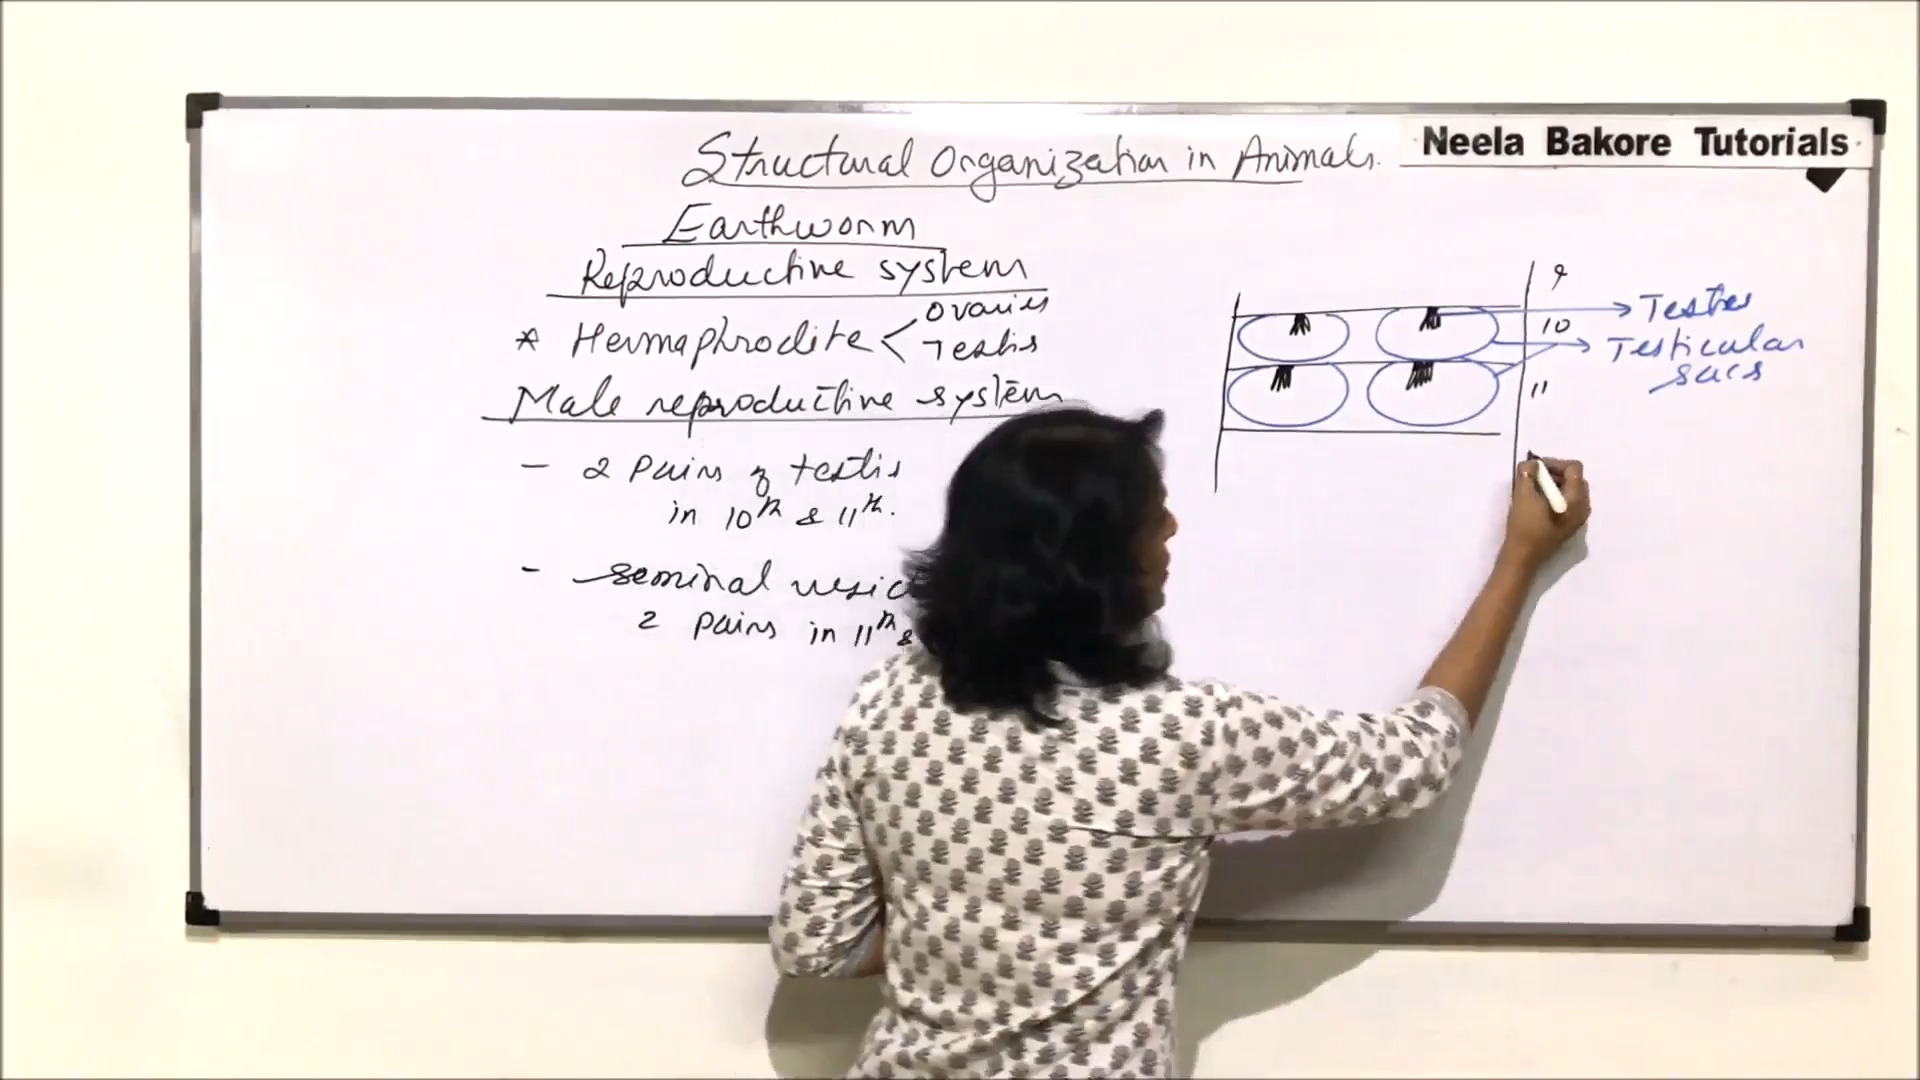 Structural Organization in Animals.
Neela Bakore Tutorials
Earthworm
Reproductive system
* Hermaphrodite < Ovaries
Testis
Male reproductive system
- 2 Pairs of testis
in 10th & 11th.
- seminal vesic
2 pairs in 11th &
9
10
11
Testes
Testicular
sacs